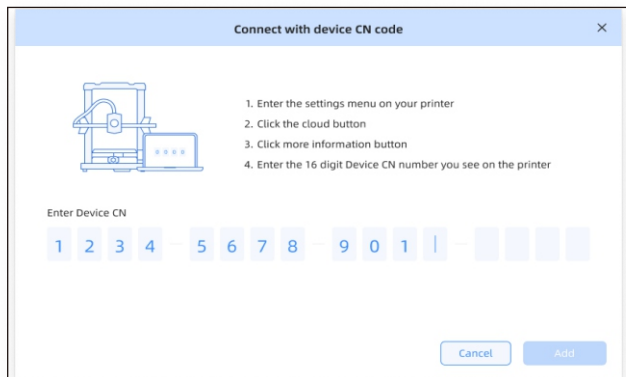 Connect with device CN code
1. Enter the settings menu on your printer
2. Click the cloud button
3. Click more information button
4. Enter the 16 digit Device CN number you see on the printer
Enter Device CN
1 2 3 4 – 5 6 7 8 – 9 0 1 –
Cancel Add